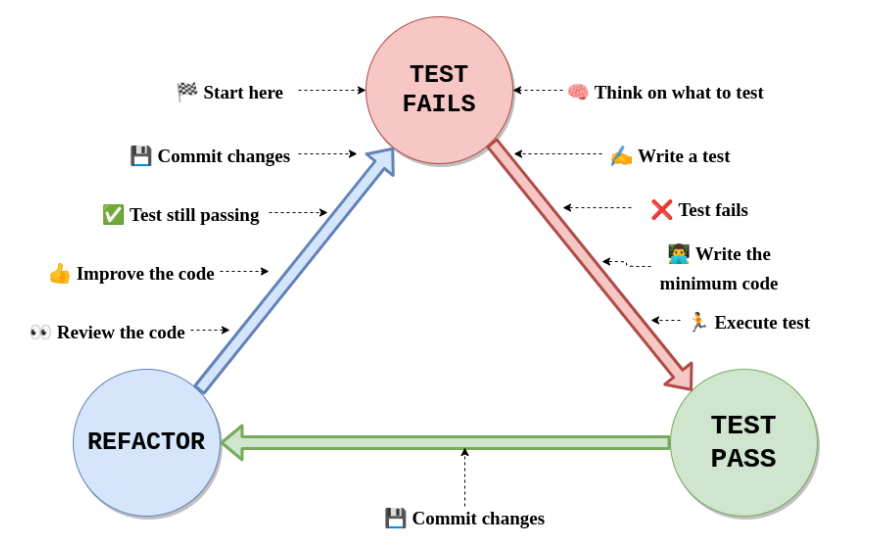 TEST
FAILS
🏁 Start here
🧠 Think on what to test
💾 Commit changes
✍️ Write a test
✅ Test still passing
❌ Test fails
👍 Improve the code
👨‍💻 Write the
minimum code
👀 Review the code
🏃 Execute test
REFACTOR
TEST
PASS
💾 Commit changes